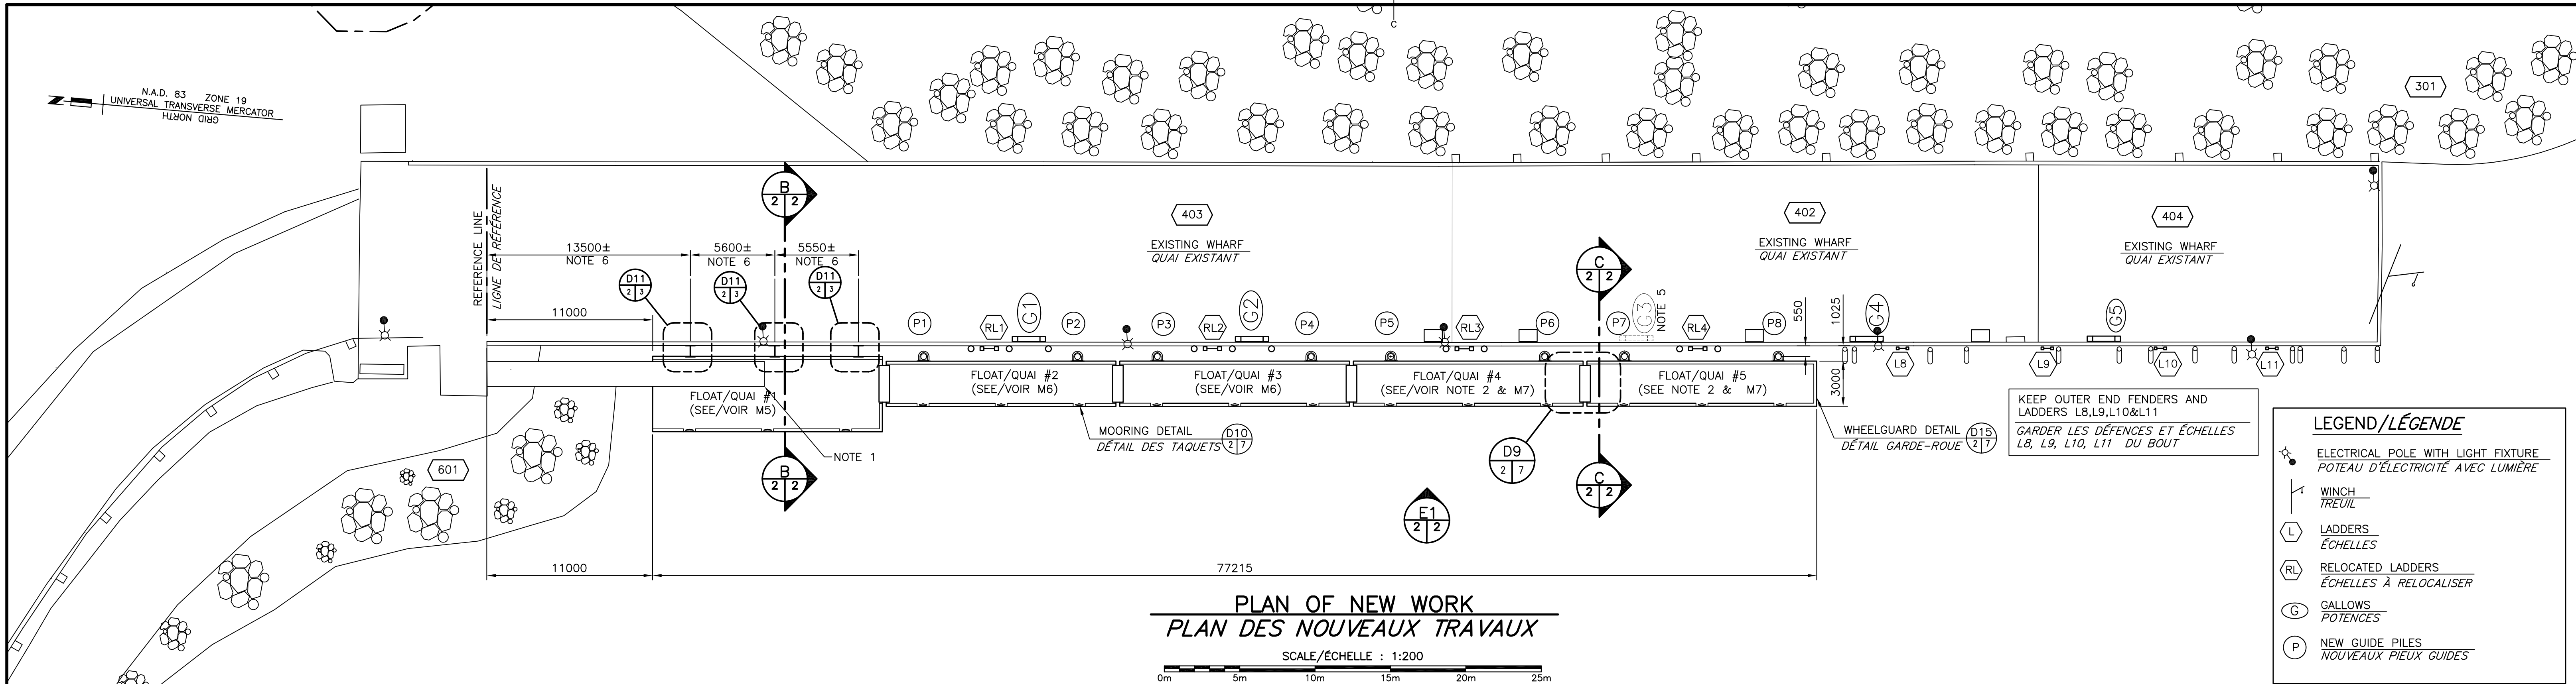 C
N.A.D. 83 ZONE 19
UNIVERSAL TRANSVERSE MERCATOR
GRID NORTH
301
REFERENCE LINE
LIGNE DE RÉFÉRENCE
B
2 2
403
EXISTING WHARF
QUAI EXISTANT
402
EXISTING WHARF
QUAI EXISTANT
404
EXISTING WHARF
QUAI EXISTANT
13500±
NOTE 6
5600±
NOTE 6
5550±
NOTE 6
D11
2 3
D11
2 3
D11
2 3
C
2 2
11000
P1
RL1
G1
P2
P3
RL2
G2
P4
P5
RL3
P6
P7
G3
NOTE 5
RL4
P8
550
1025
G4
G5
L8
L9
L10
L11
FLOAT/QUAI #1
(SEE/VOIR M5)
FLOAT/QUAI #2
(SEE/VOIR M6)
FLOAT/QUAI #3
(SEE/VOIR M6)
FLOAT/QUAI #4
(SEE/VOIR NOTE 2 & M7)
FLOAT/QUAI #5
(SEE NOTE 2 & M7)
3000
KEEP OUTER END FENDERS AND
LADDERS L8,L9,L10&L11
GARDER LES DÉFENCES ET ÉCHELLES
L8, L9, L10, L11 DU BOUT
MOORING DETAIL
DÉTAIL DES TAQUETS
D10
2 7
WHEELGUARD DETAIL
DÉTAIL GARDE-ROUE
D15
2 7
NOTE 1
D9
2 7
601
B
2 2
C
2 2
E1
2 2
11000
77215
PLAN OF NEW WORK
PLAN DES NOUVEAUX TRAVAUX
SCALE/ÉCHELLE : 1:200
0m 5m 10m 15m 20m 25m
LEGEND/LÉGENDE
ELECTRICAL POLE WITH LIGHT FIXTURE
POTEAU D'ÉLECTRICITÉ AVEC LUMIÈRE
WINCH
TREUIL
L
LADDERS
ÉCHELLES
RL
RELOCATED LADDERS
ÉCHELLES À RELOCALISER
G
GALLOWS
POTENCES
P
NEW GUIDE PILES
NOUVEAUX PIEUX GUIDES